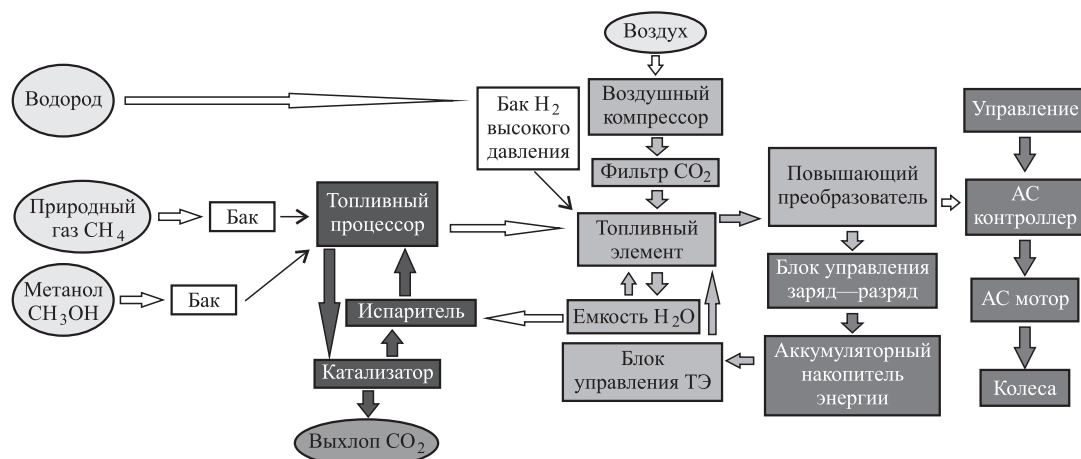 Воздух
Водород
Бак H₂
высокого
давления
Воздушный
компрессор
Управление
Фильтр CO₂
Повышающий
преобразователь
АС
контроллер
Природный
газ CH₄
Бак
Топливный
процессор
Топливный
элемент
Блок управления
заряд—разряд
АС мотор
Метанол
CH₃OH
Бак
Испаритель
Емкость H₂O
Катализатор
Блок
управления ТЭ
Аккумуляторный
накопитель
энергии
Колеса
Выхлоп CO₂